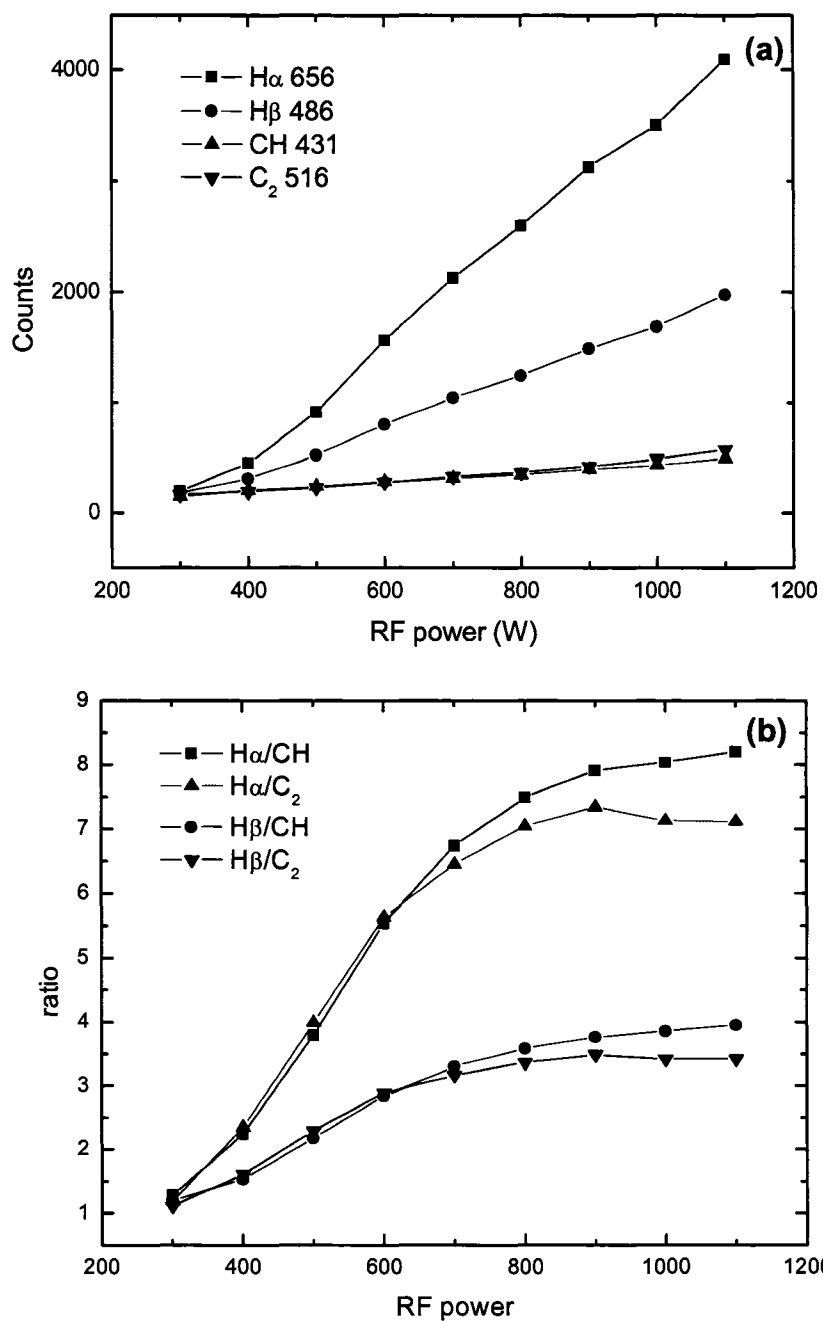 (a)
Hα 656
Hβ 486
CH 431
C₂ 516
4000
2000
0
Counts
200 400 600 800 1000 1200
RF power (W)
(b)
Hα/CH
Hα/C₂
Hβ/CH
Hβ/C₂
9
8
7
6
5
4
3
2
1
ratio
200 400 600 800 1000 120
RF power